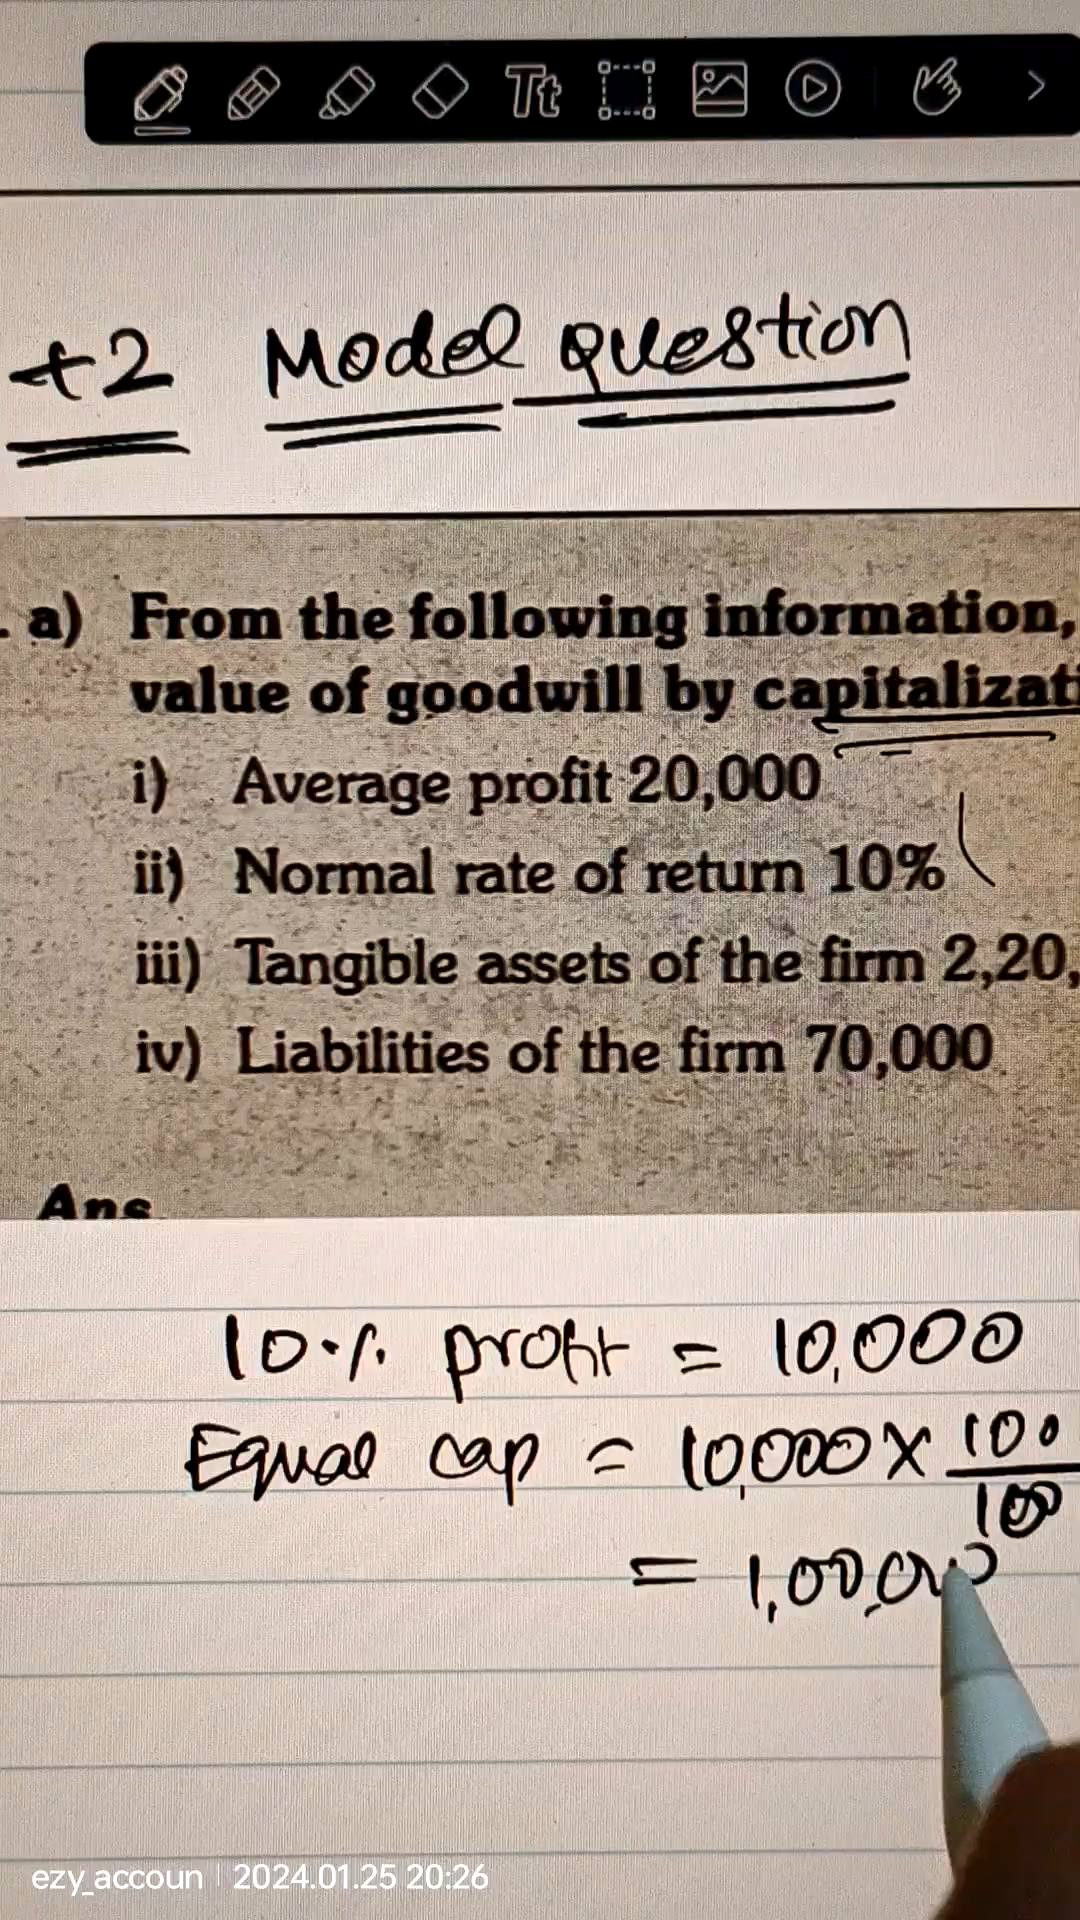 Tt
+2 Model question
a) From the following information,
value of goodwill by capitalizati
i) Average profit 20,000
ii) Normal rate of return 10%
iii) Tangible assets of the firm 2,20,
iv) Liabilities of the firm 70,000
Ans
10% profit = 10,000
Equal cap = 10,000 × 100/100
= 1,00,000
ezy_accoun | 2024.01.25 20:26